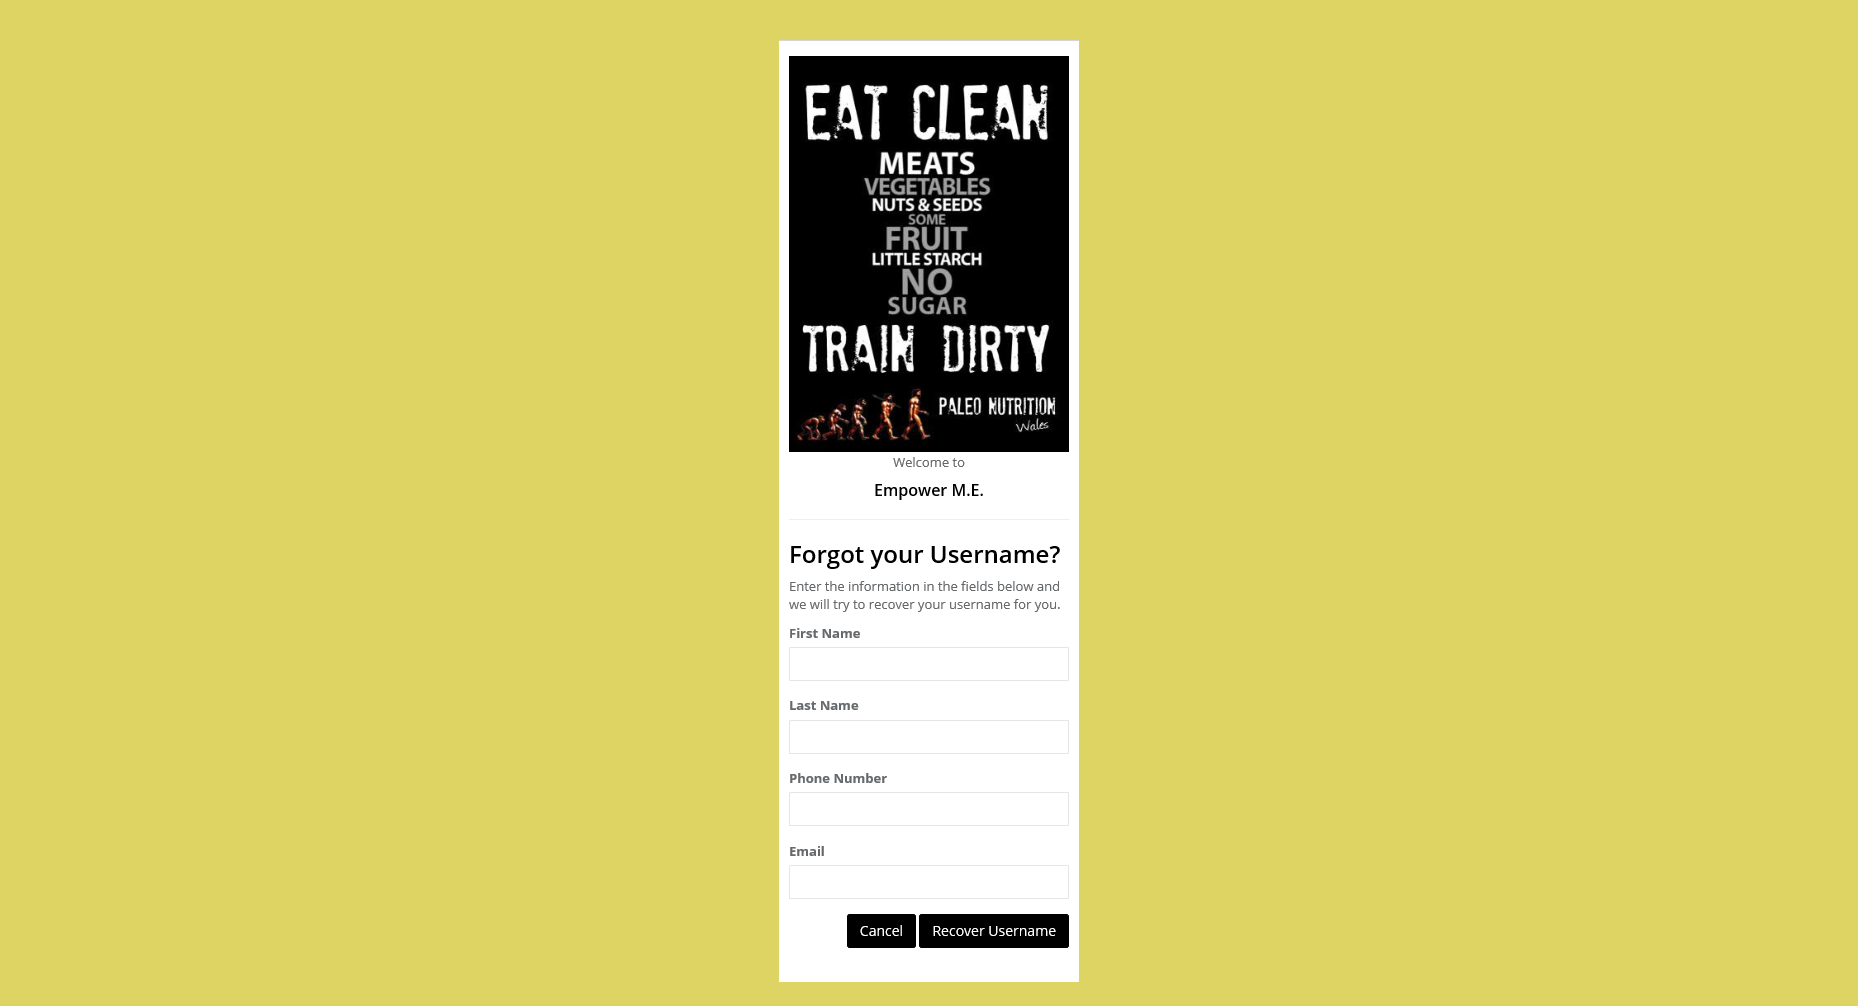 EAT CLEAN
MEATS
VEGETABLES
NUTS & SEEDS
SOME
FRUIT
LITTLE STARCH
NO
SUGAR
TRAIN DIRTY
PALEO NUTRITION
Wales
Welcome to
Empower M.E.
Forgot your Username?
Enter the information in the fields below and
we will try to recover your username for you.
First Name
Last Name
Phone Number
Email
Cancel
Recover Username